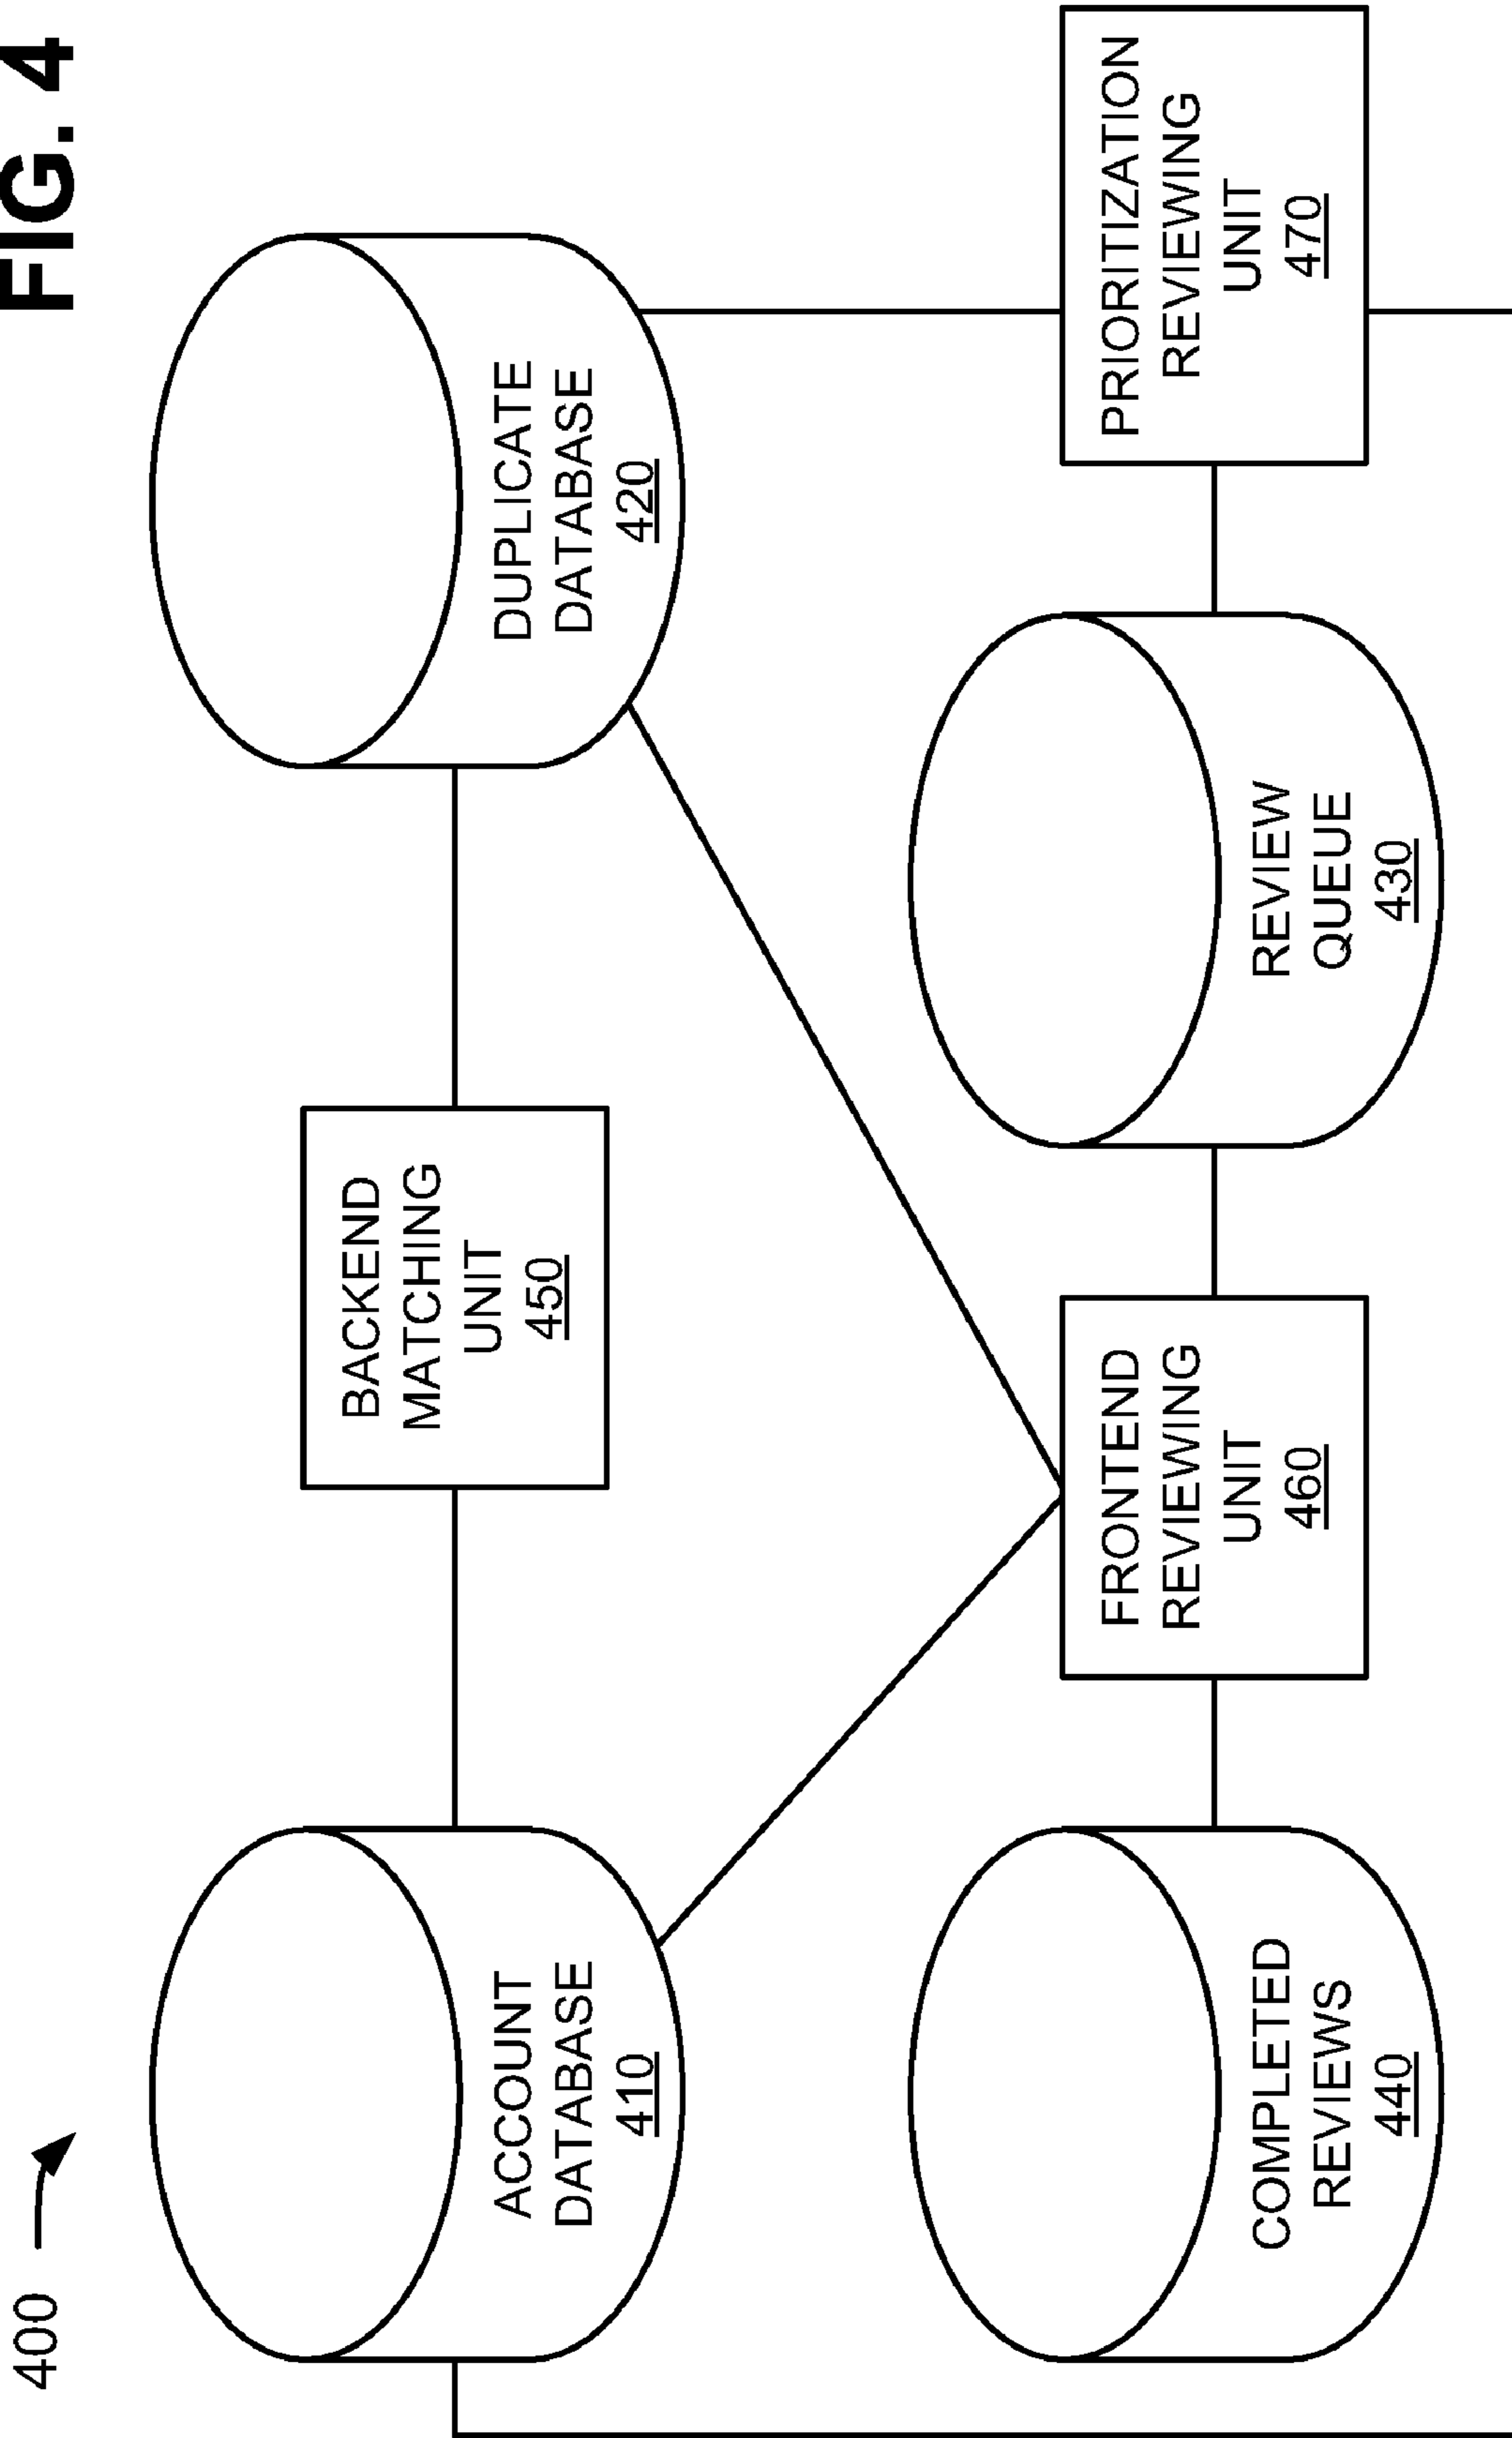 FIG. 4
400
ACCOUNT
DATABASE
410
BACKEND
MATCHING
UNIT
450
DUPLICATE
DATABASE
420
COMPLETED
REVIEWS
440
FRONTEND
REVIEWING
UNIT
460
REVIEW
QUEUE
430
PRIORITIZATION
REVIEWING
UNIT
470